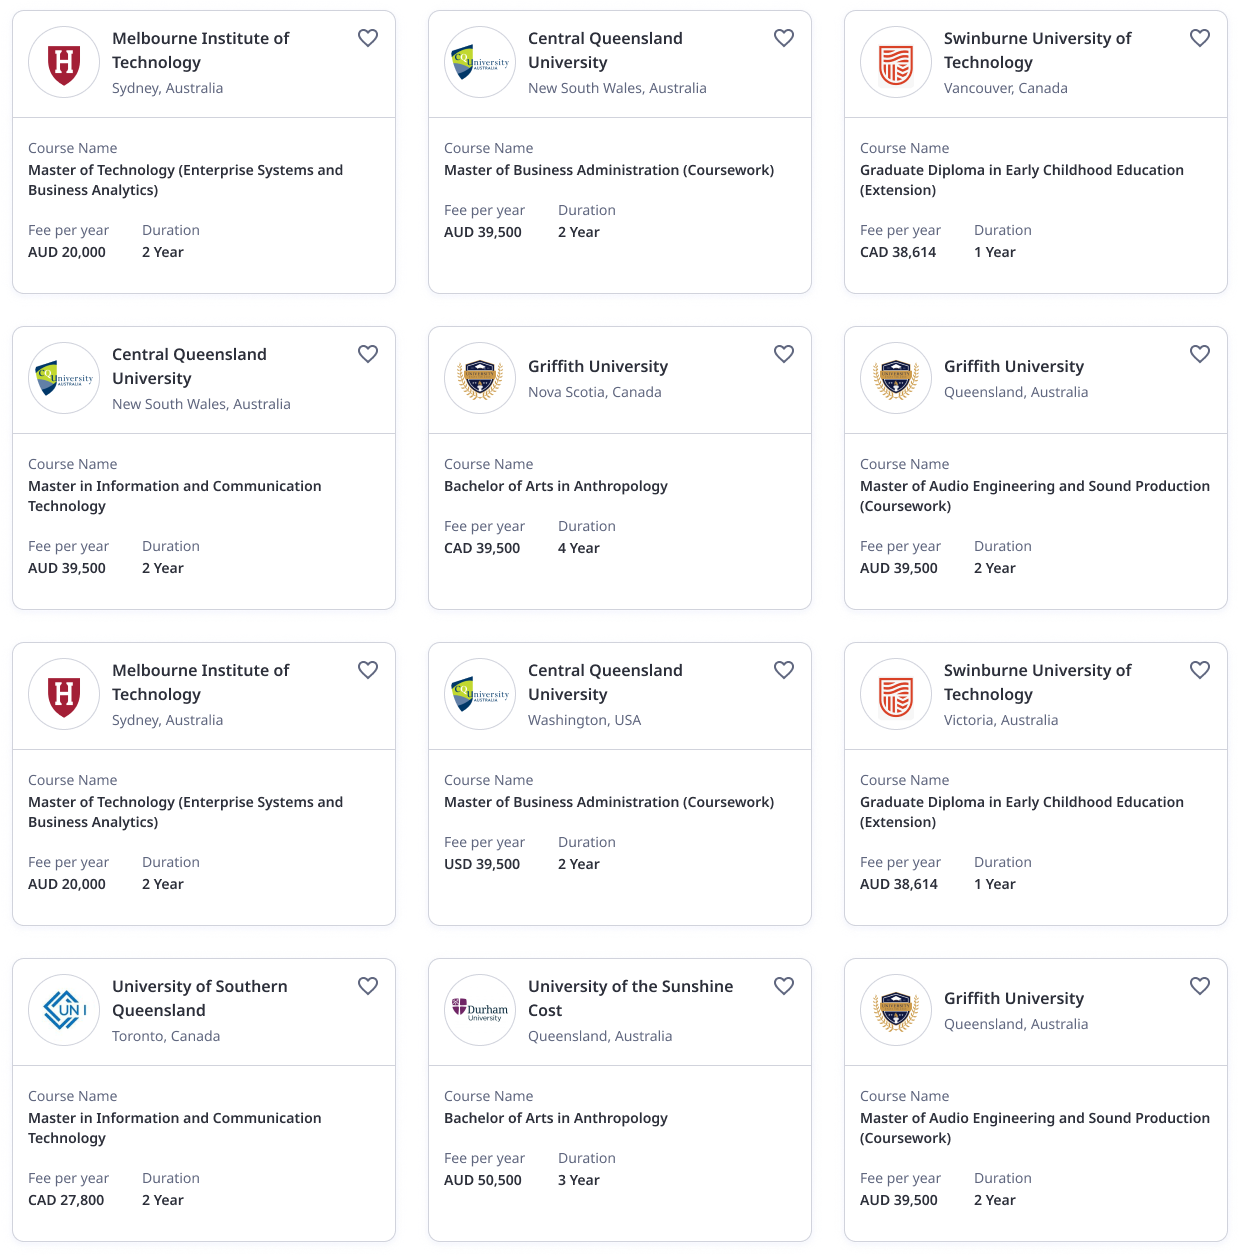 Melbourne Institute of
Technology
Sydney, Australia
Course Name
Master of Technology (Enterprise Systems and
Business Analytics)
Fee per year Duration
AUD 20,000 2 Year
CQUniversity
AUSTRALIA
Central Queensland
University
New South Wales, Australia
Course Name
Master of Business Administration (Coursework)
Fee per year Duration
AUD 39,500 2 Year
Swinburne University of
Technology
Vancouver, Canada
Course Name
Graduate Diploma in Early Childhood Education
(Extension)
Fee per year Duration
CAD 38,614 1 Year
CQUniversity
AUSTRALIA
Central Queensland
University
New South Wales, Australia
Course Name
Master in Information and Communication
Technology
Fee per year Duration
AUD 39,500 2 Year
UNIVERSITY
Griffith University
Nova Scotia, Canada
Course Name
Bachelor of Arts in Anthropology
Fee per year Duration
CAD 39,500 4 Year
UNIVERSITY
Griffith University
Queensland, Australia
Course Name
Master of Audio Engineering and Sound Production
(Coursework)
Fee per year Duration
AUD 39,500 2 Year
H
Melbourne Institute of
Technology
Sydney, Australia
Course Name
Master of Technology (Enterprise Systems and
Business Analytics)
Fee per year Duration
AUD 20,000 2 Year
CQUniversity
AUSTRALIA
Central Queensland
University
Washington, USA
Course Name
Master of Business Administration (Coursework)
Fee per year Duration
USD 39,500 2 Year
Swinburne University of
Technology
Victoria, Australia
Course Name
Graduate Diploma in Early Childhood Education
(Extension)
Fee per year Duration
AUD 38,614 1 Year
UNI
University of Southern
Queensland
Toronto, Canada
Course Name
Master in Information and Communication
Technology
Fee per year Duration
CAD 27,800 2 Year
Durham
University
University of the Sunshine
Cost
Queensland, Australia
Course Name
Bachelor of Arts in Anthropology
Fee per year Duration
AUD 50,500 3 Year
UNIVERSITY
Griffith University
Queensland, Australia
Course Name
Master of Audio Engineering and Sound Production
(Coursework)
Fee per year Duration
AUD 39,500 2 Year